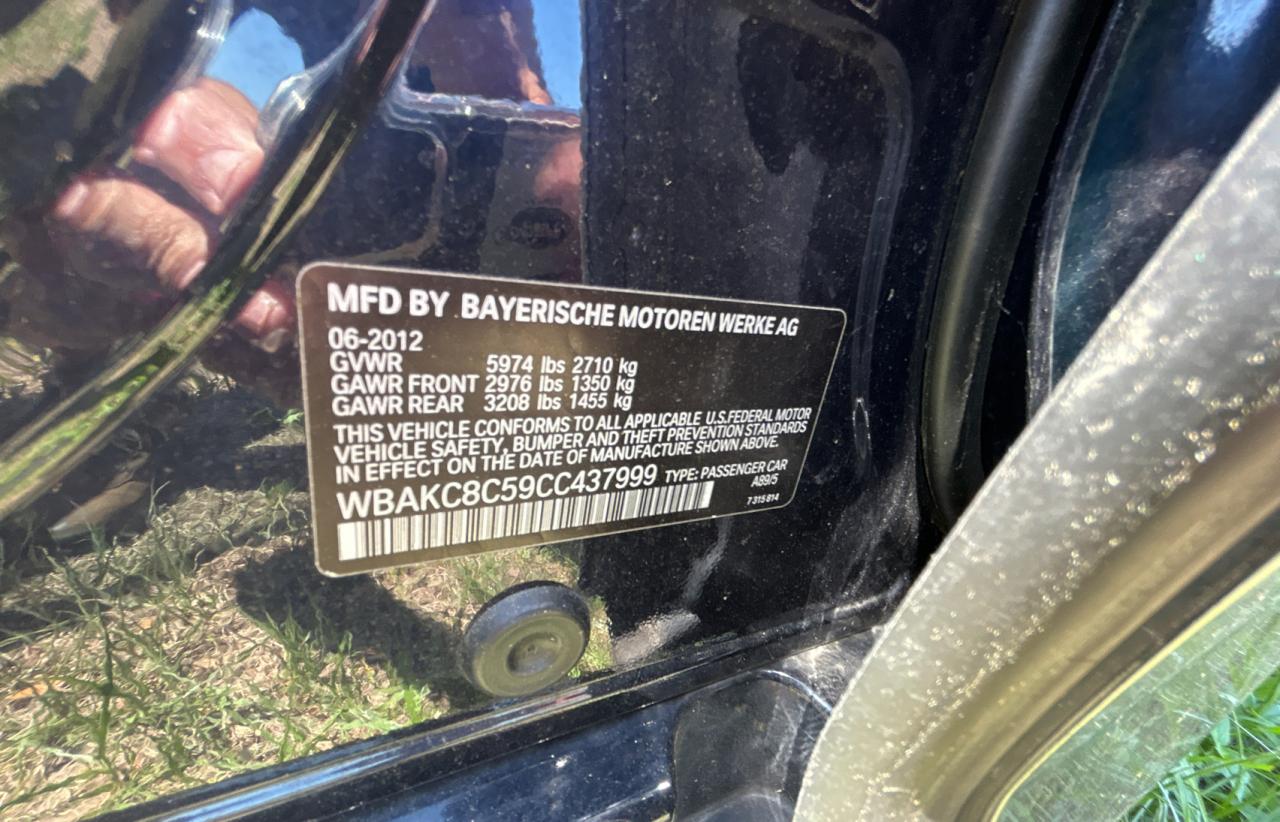 MFD BY BAYERISCHE MOTOREN WERKE AG
06-2012
GVWR 5974 lbs 2710 kg
GAWR FRONT 2976 lbs 1350 kg
GAWR REAR 3208 lbs 1455 kg
THIS VEHICLE CONFORMS TO ALL APPLICABLE U.S.FEDERAL MOTOR
VEHICLE SAFETY, BUMPER AND THEFT PREVENTION STANDARDS
IN EFFECT ON THE DATE OF MANUFACTURE SHOWN ABOVE.
WBAKC8C59CC437999 TYPE: PASSENGER CAR
A89/5
7 315 814